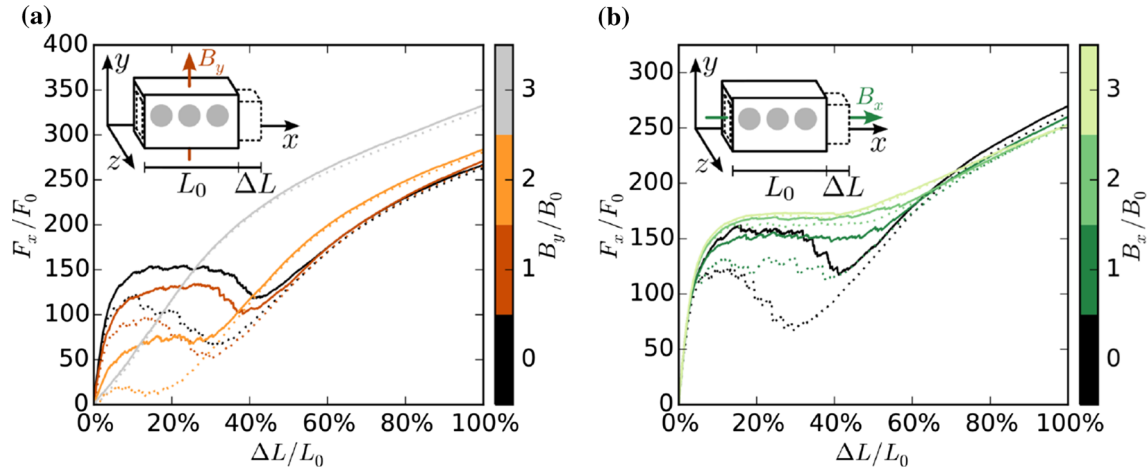 (a)
400
350
300
250
200
150
100
50
0
F_x/F_0
0% 20% 40% 60% 80% 100%
ΔL/L_0
y
B_y
x
z
L_0 ΔL
3
2
1
0
B_y/B_0
(b)
300
250
200
150
100
50
0
F_x/F_0
0% 20% 40% 60% 80% 100%
ΔL/L_0
y
B_x
x
z
L_0 ΔL
3
2
1
0
B_x/B_0